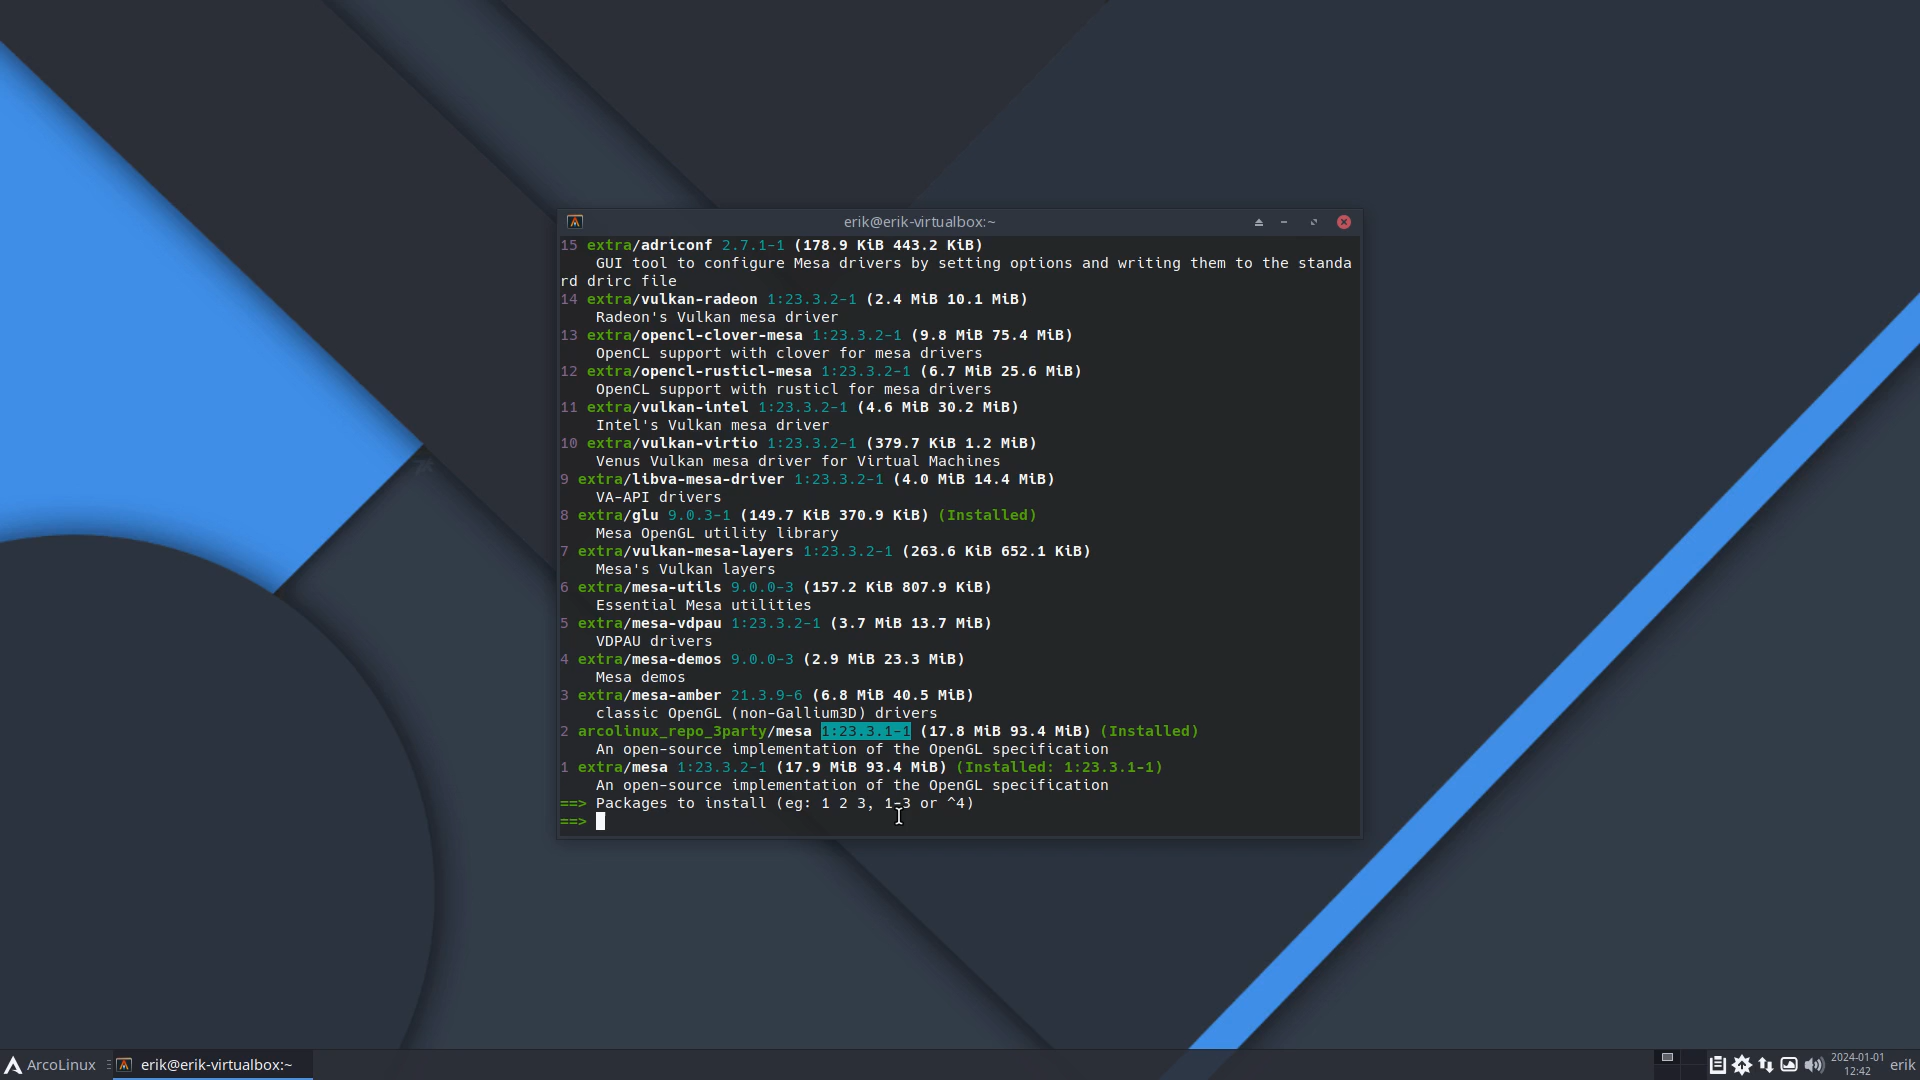 erik@erik-virtualbox:~
15 extra/adriconf 2.7.1-1 (178.9 KiB 443.2 KiB)
GUI tool to configure Mesa drivers by setting options and writing them to the standa
rd drirc file
14 extra/vulkan-radeon 1:23.3.2-1 (2.4 MiB 10.1 MiB)
Radeon's Vulkan mesa driver
13 extra/opencl-clover-mesa 1:23.3.2-1 (9.8 MiB 75.4 MiB)
OpenCL support with clover for mesa drivers
12 extra/opencl-rusticl-mesa 1:23.3.2-1 (6.7 MiB 25.6 MiB)
OpenCL support with rusticl for mesa drivers
11 extra/vulkan-intel 1:23.3.2-1 (4.6 MiB 30.2 MiB)
Intel's Vulkan mesa driver
10 extra/vulkan-virtio 1:23.3.2-1 (379.7 KiB 1.2 MiB)
Venus Vulkan mesa driver for Virtual Machines
9 extra/libva-mesa-driver 1:23.3.2-1 (4.0 MiB 14.4 MiB)
VA-API drivers
8 extra/glu 9.0.3-1 (149.7 KiB 370.9 KiB) (Installed)
Mesa OpenGL utility library
7 extra/vulkan-mesa-layers 1:23.3.2-1 (263.6 KiB 652.1 KiB)
Mesa's Vulkan layers
6 extra/mesa-utils 9.0.0-3 (157.2 KiB 807.9 KiB)
Essential Mesa utilities
5 extra/mesa-vdpau 1:23.3.2-1 (3.7 MiB 13.7 MiB)
VDPAU drivers
4 extra/mesa-demos 9.0.0-3 (2.9 MiB 23.3 MiB)
Mesa demos
3 extra/mesa-amber 21.3.9-6 (6.8 MiB 40.5 MiB)
classic OpenGL (non-Gallium3D) drivers
2 arcolinux_repo_3party/mesa 1:23.3.1-1 (17.8 MiB 93.4 MiB) (Installed)
An open-source implementation of the OpenGL specification
1 extra/mesa 1:23.3.2-1 (17.9 MiB 93.4 MiB) (Installed: 1:23.3.1-1)
An open-source implementation of the OpenGL specification
==> Packages to install (eg: 1 2 3, 1-3 or ^4)
==>
ArcoLinux
erik@erik-virtualbox:~
2024-01-01
12:42
erik